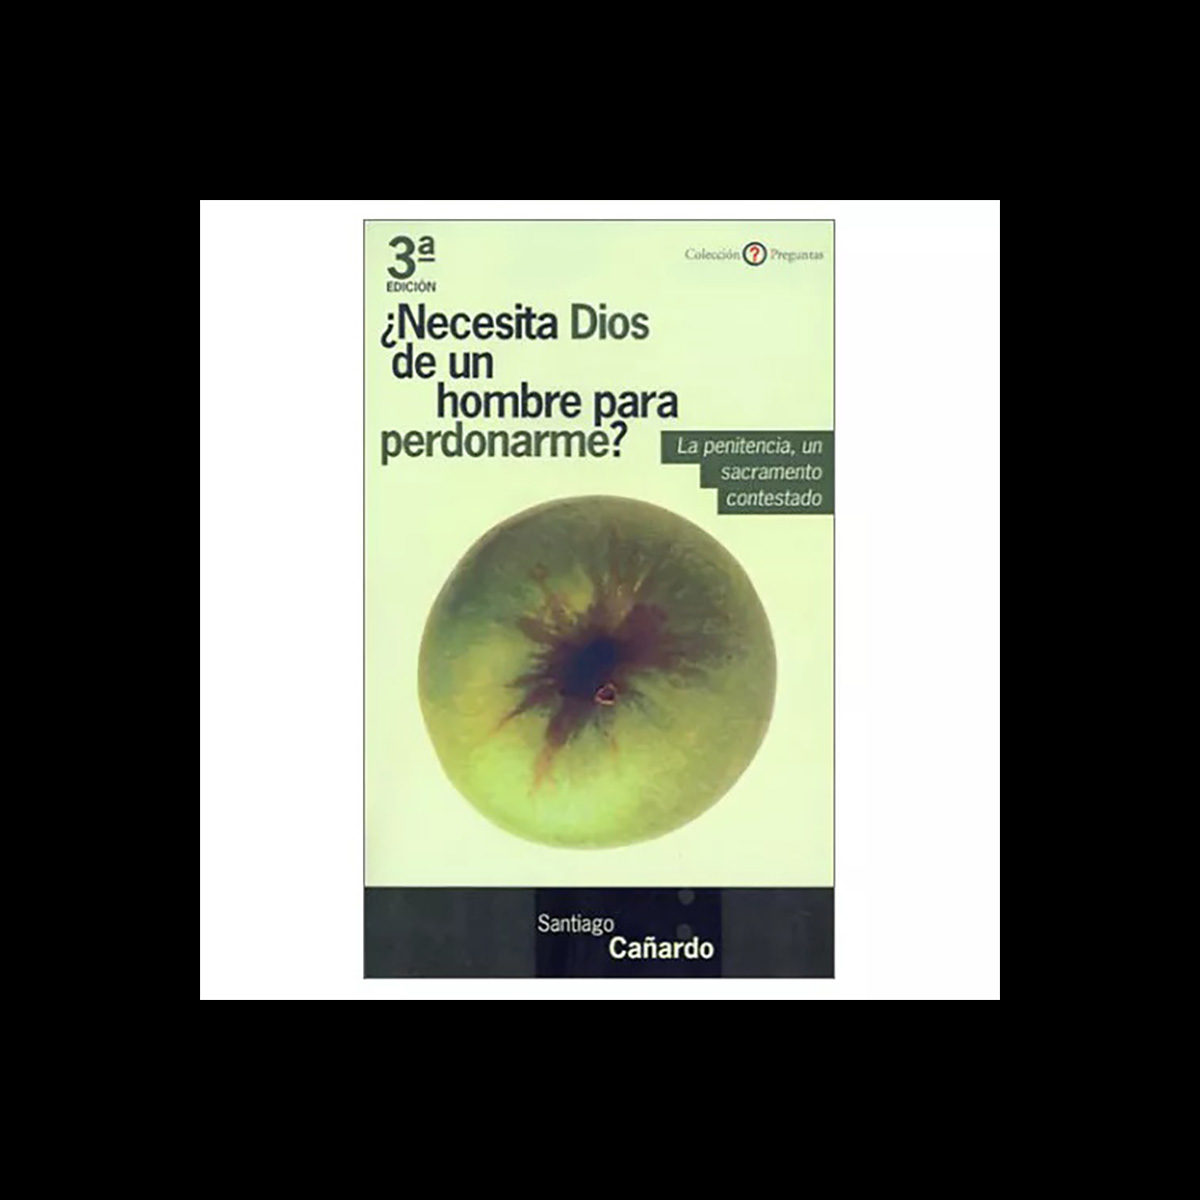 3ª
EDICIÓN
Colección ? Preguntas
¿Necesita Dios
de un
hombre para
perdonarme?
La penitencia, un
sacramento
contestado
Santiago
Cañardo